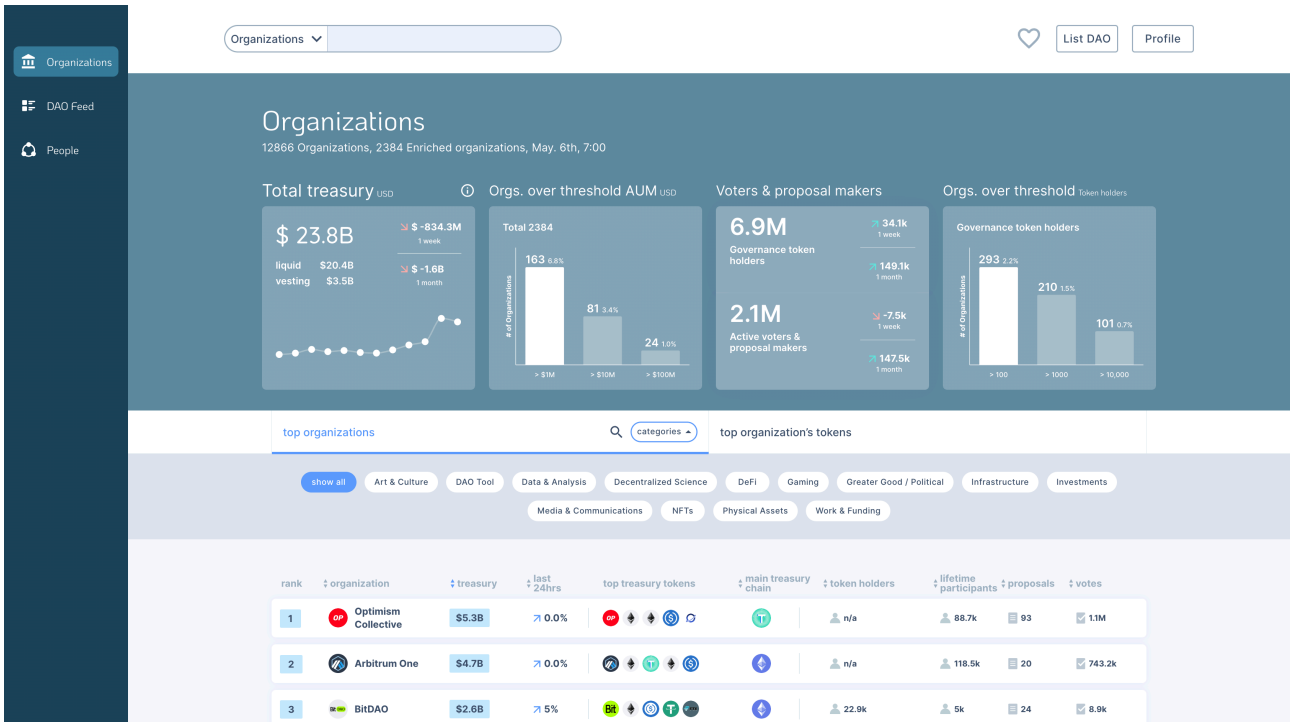 Organizations
DAO Feed
People
Organizations
List DAO
Profile
Organizations
12866 Organizations, 2384 Enriched organizations, May. 6th, 7:00
Total treasury USD
$ 23.8B
liquid $20.4B
vesting $3.5B
$ -834.3M
1 week
$ -1.6B
1 month
Orgs. over threshold AUM USD
Total 2384
# of Organizations
163 6.8%
81 3.4%
24 1.0%
> $1M > $10M > $100M
Voters & proposal makers
6.9M
Governance token
holders
34.1k
1 week
149.1k
1 month
2.1M
Active voters &
proposal makers
-7.5k
1 week
147.5k
1 month
Orgs. over threshold Token holders
Governance token holders
# of Organizations
293 2.2%
210 1.5%
101 0.7%
> 100 > 1000 > 10,000
top organizations
categories
top organization's tokens
show all Art & Culture DAO Tool Data & Analysis Decentralized Science DeFi Gaming Greater Good / Political Infrastructure Investments
Media & Communications NFTs Physical Assets Work & Funding
rank organization treasury last 24hrs top treasury tokens main treasury chain token holders lifetime participants proposals votes
1 OP Optimism Collective $5.3B 0.0% OP n/a 88.7k 93 1.1M
2 Arbitrum One $4.7B 0.0% n/a 118.5k 20 743.2k
3 BitDAO $2.6B 5% Bit 22.9k 5k 24 8.9k